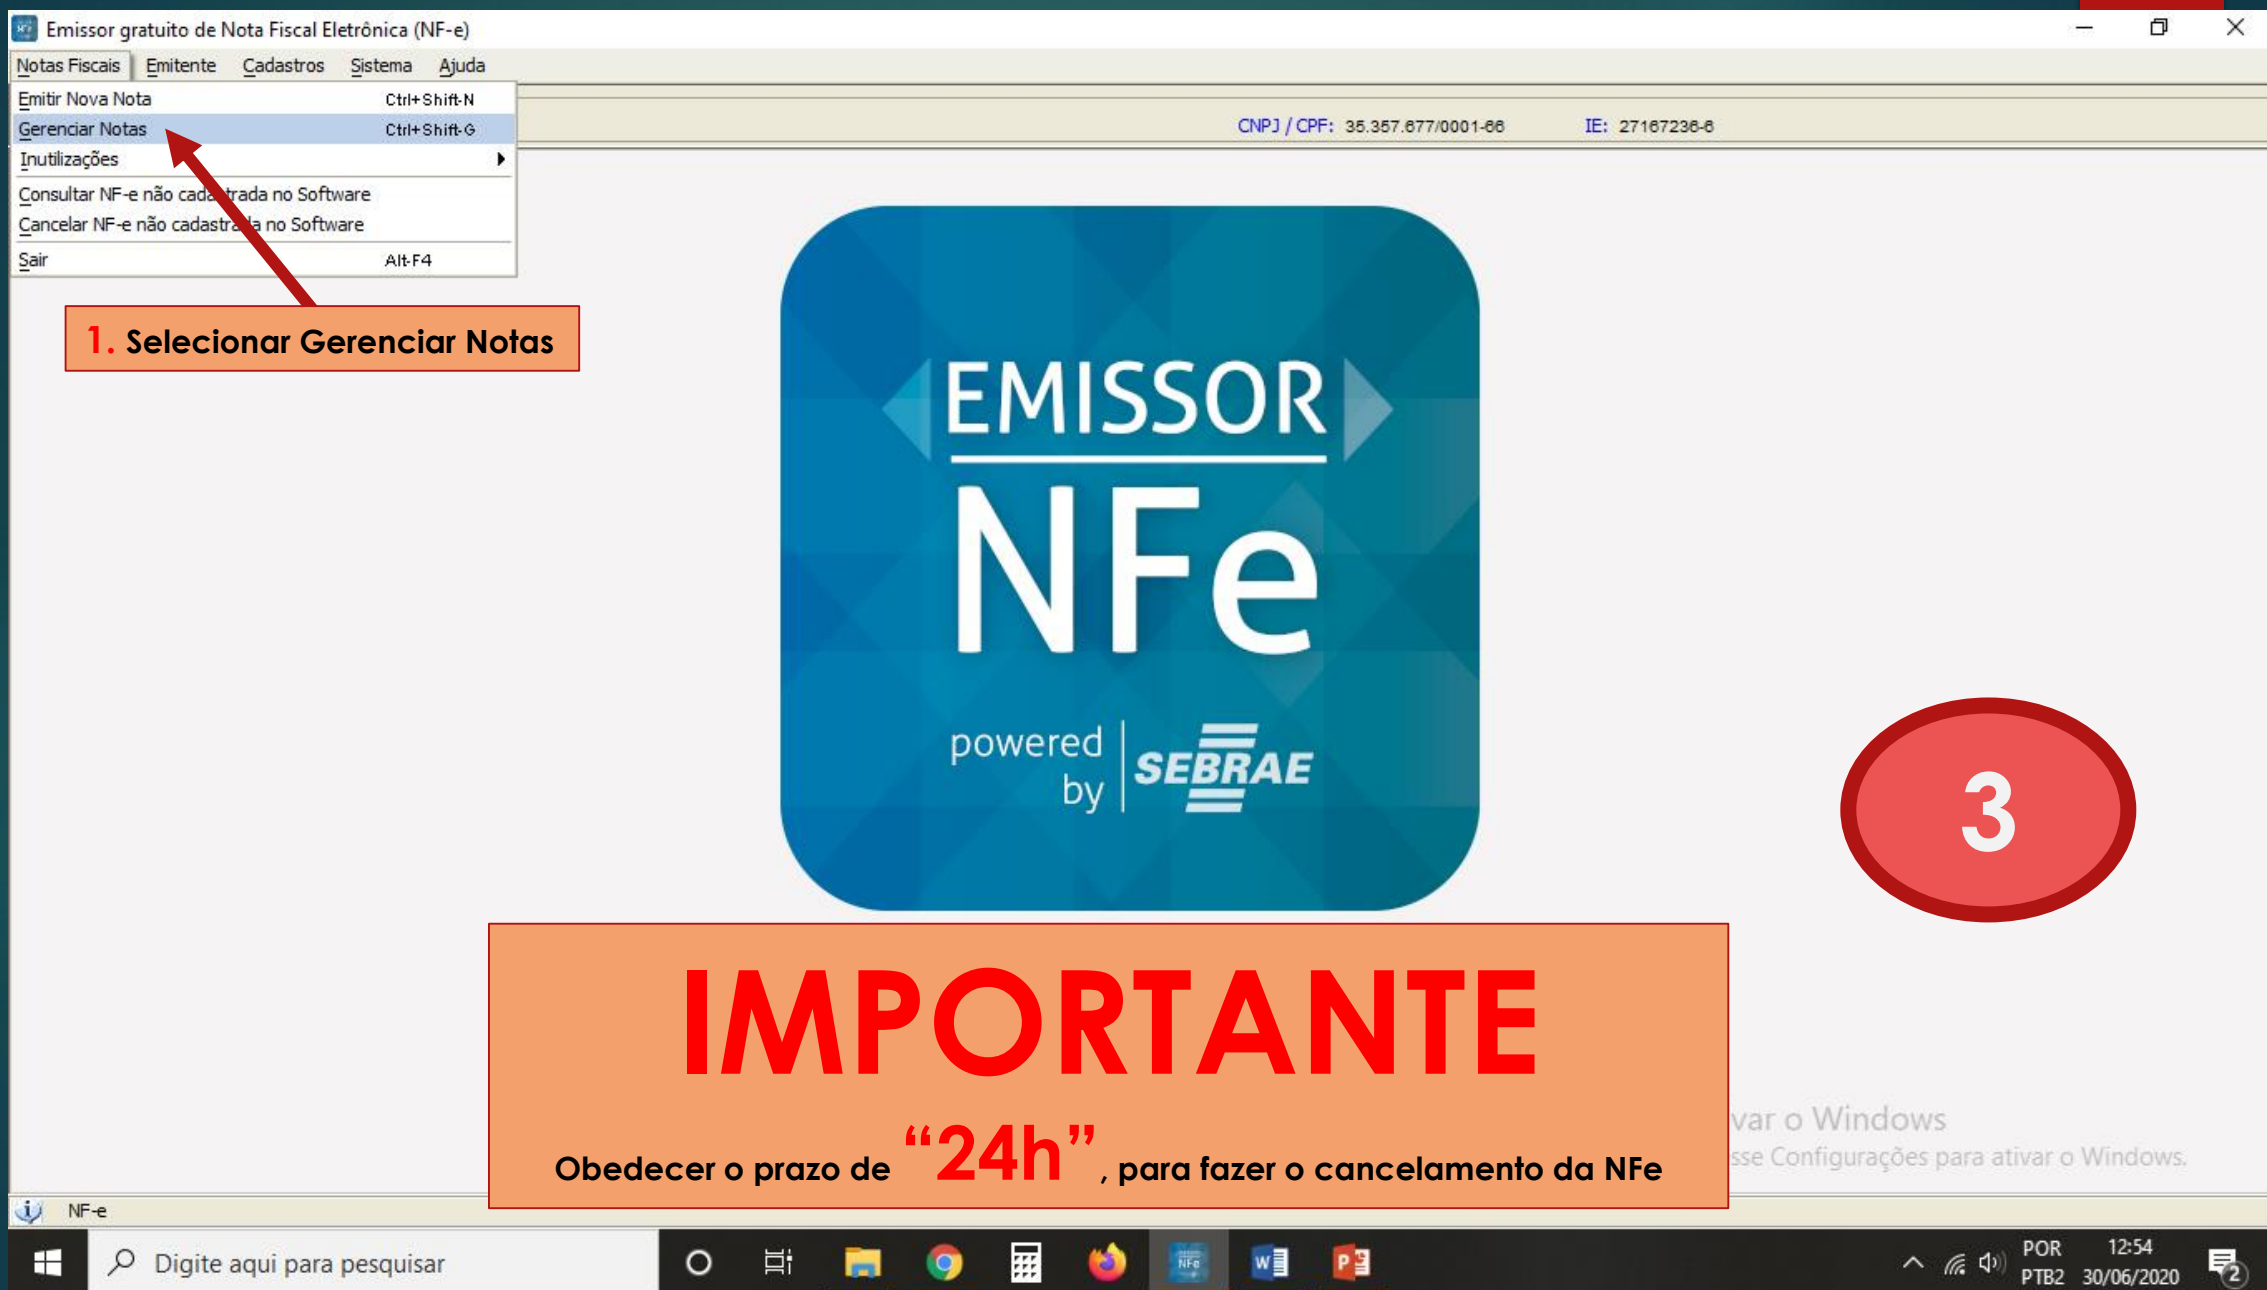 Emissor gratuito de Nota Fiscal Eletrônica (NF-e)
Notas Fiscais Emitente Cadastros Sistema Ajuda
Emitir Nova Nota Ctrl+Shift-N
Gerenciar Notas Ctrl+Shift-G
CNPJ / CPF: 35.357.677/0001-66 IE: 27167236-6
Inutilizações
Consultar NF-e não cadastrada no Software
Cancelar NF-e não cadastrada no Software
Sair Alt-F4
1. Selecionar Gerenciar Notas
EMISSOR
NFe
powered by SEBRAE
3
IMPORTANTE
Obedecer o prazo de “24h”, para fazer o cancelamento da NFe
var o Windows
sse Configurações para ativar o Windows.
NF-e
Digite aqui para pesquisar
NFe
W
P
POR 12:54
PTB2 30/06/2020
2